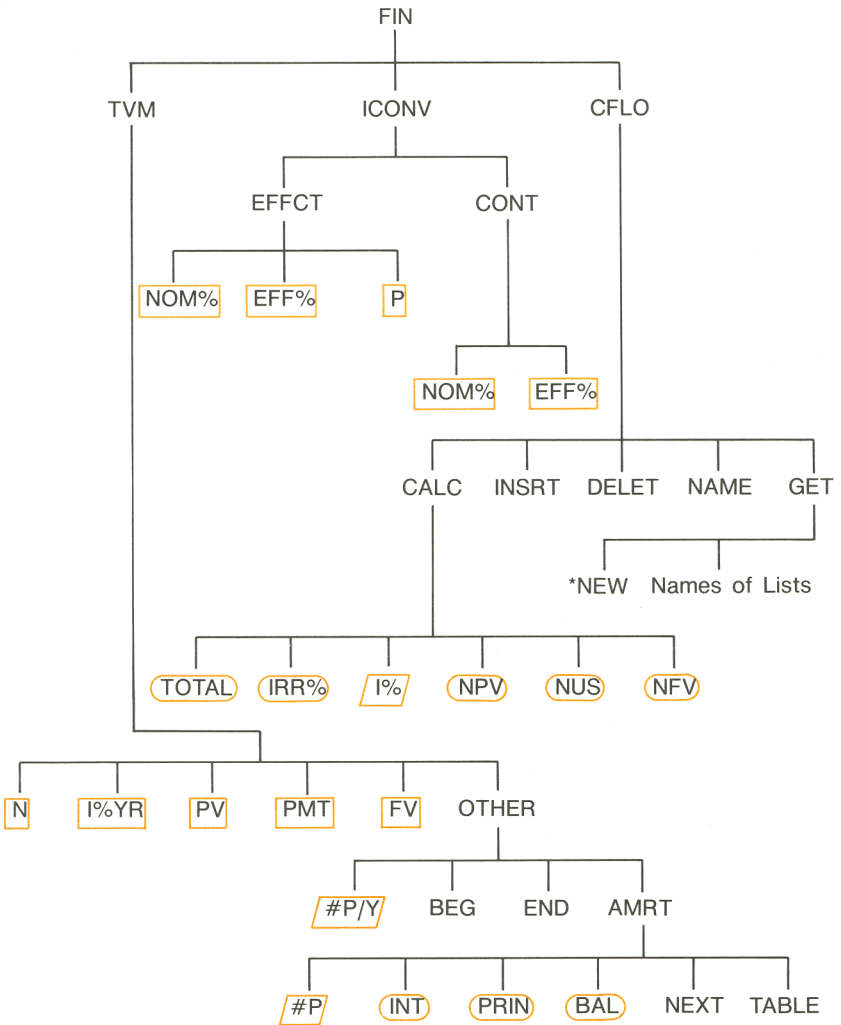 FIN
TVM ICONV CFLO
EFFCT CONT
NOM% EFF% P
NOM% EFF%
CALC INSRT DELET NAME GET
*NEW Names of Lists
TOTAL IRR% I% NPV NUS NFV
N I%YR PV PMT FV OTHER
#P/Y BEG END AMRT
#P INT PRIN BAL NEXT TABLE